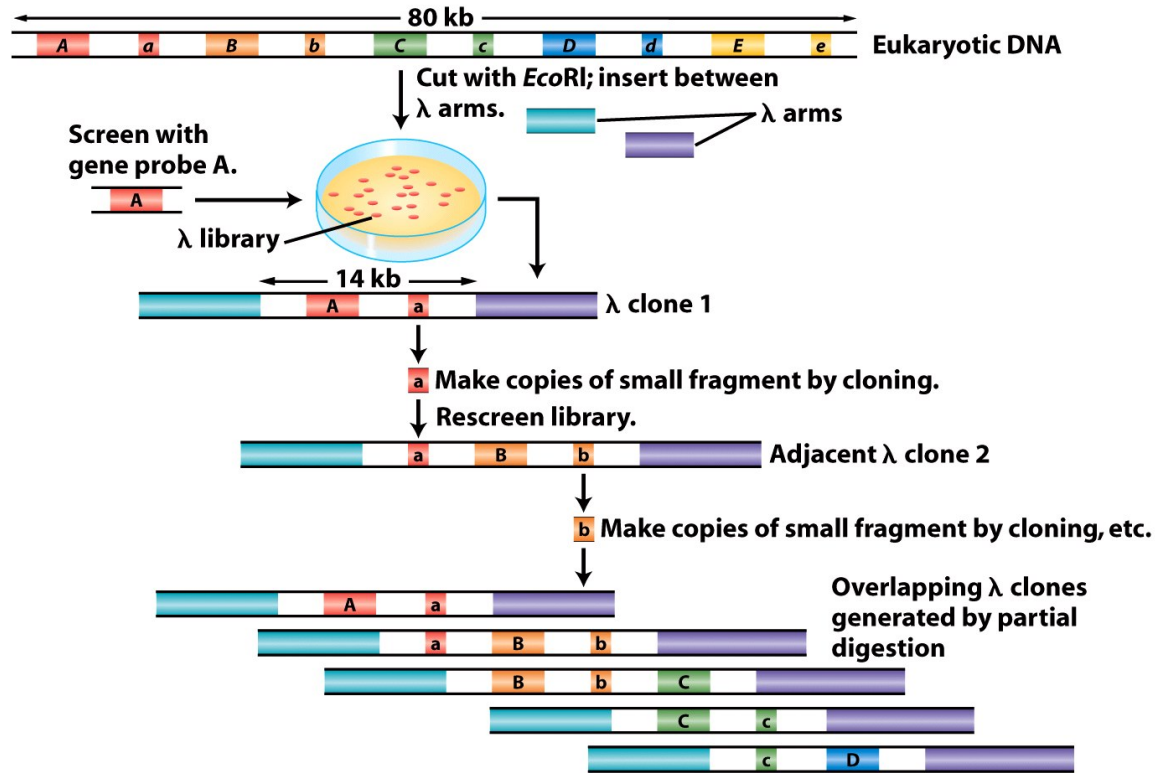 80 kb
A a B b C c D d E e
Eukaryotic DNA
Cut with EcoRI; insert between
λ arms.
λ arms
Screen with
gene probe A.
A
λ library
14 kb
A a
λ clone 1
a
Make copies of small fragment by cloning.
Rescreen library.
a B b
Adjacent λ clone 2
b
Make copies of small fragment by cloning, etc.
Overlapping λ clones
generated by partial
digestion
A a
a B b
B b C
C c
c D